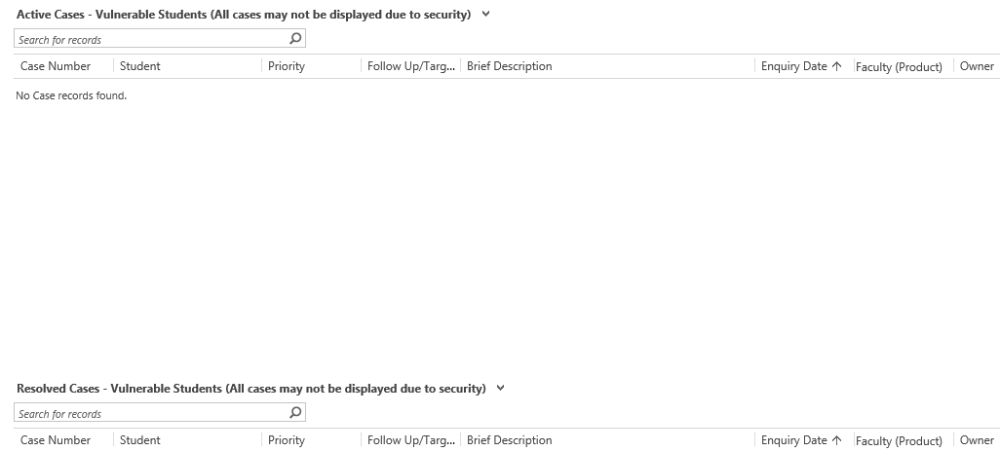 Active Cases - Vulnerable Students (All cases may not be displayed due to security)
Search for records
Case Number Student Priority Follow Up/Targ... Brief Description Enquiry Date ↑ Faculty (Product) Owner
No Case records found.
Resolved Cases - Vulnerable Students (All cases may not be displayed due to security)
Search for records
Case Number Student Priority Follow Up/Targ... Brief Description Enquiry Date ↑ Faculty (Product) Owner